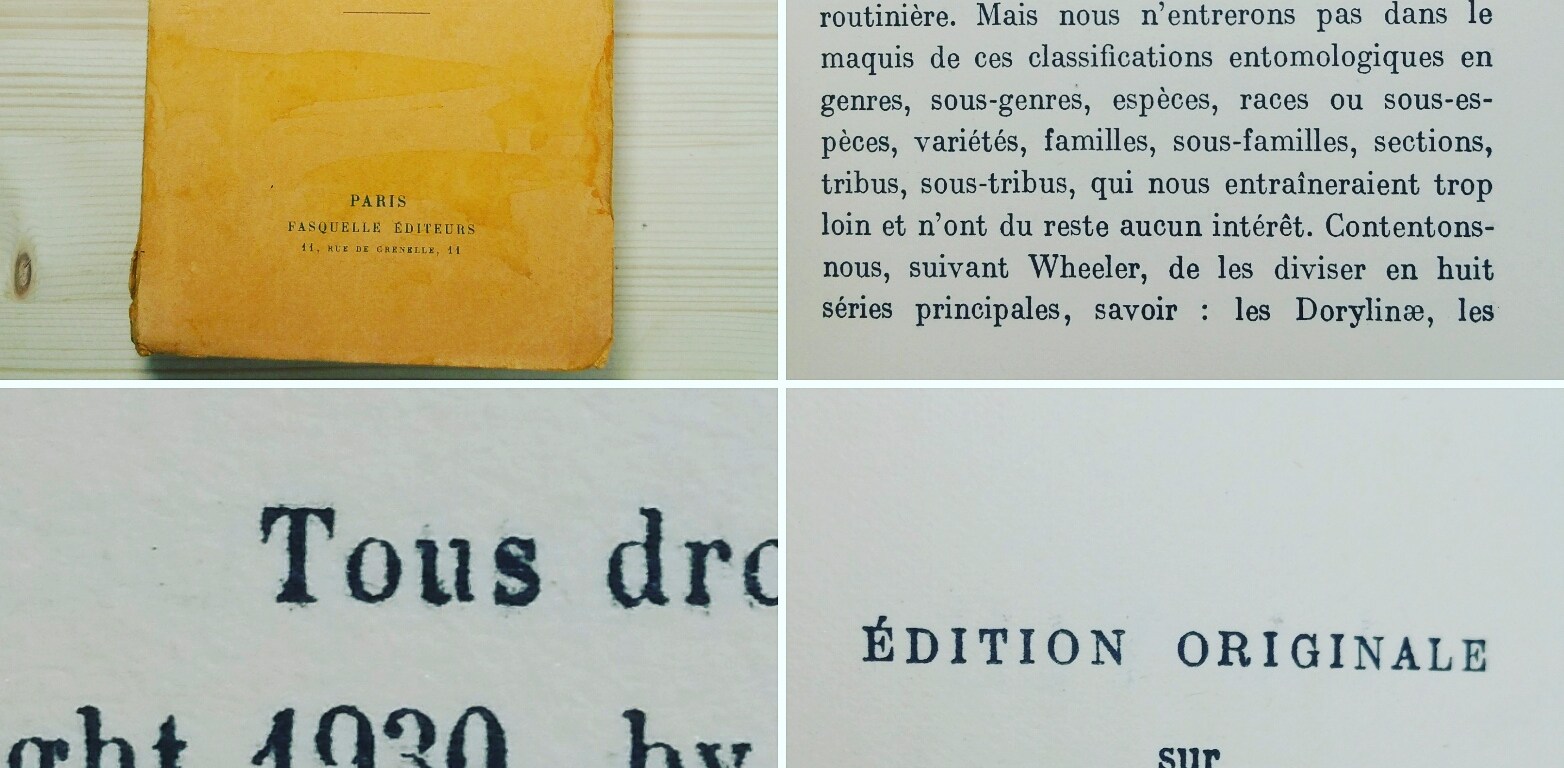 PARIS
FASQUELLE ÉDITEURS
11, RUE DE GRENELLE, 11
routinière. Mais nous n'entrerons pas dans le
maquis de ces classifications entomologiques en
genres, sous-genres, espèces, races ou sous-es-
pèces, variétés, familles, sous-familles, sections,
tribus, sous-tribus, qui nous entraîneraient trop
loin et n'ont du reste aucun intérêt. Contentons-
nous, suivant Wheeler, de les diviser en huit
séries principales, savoir : les Dorylinæ, les
Tous dro
ght 1930, by
ÉDITION ORIGINALE
sur